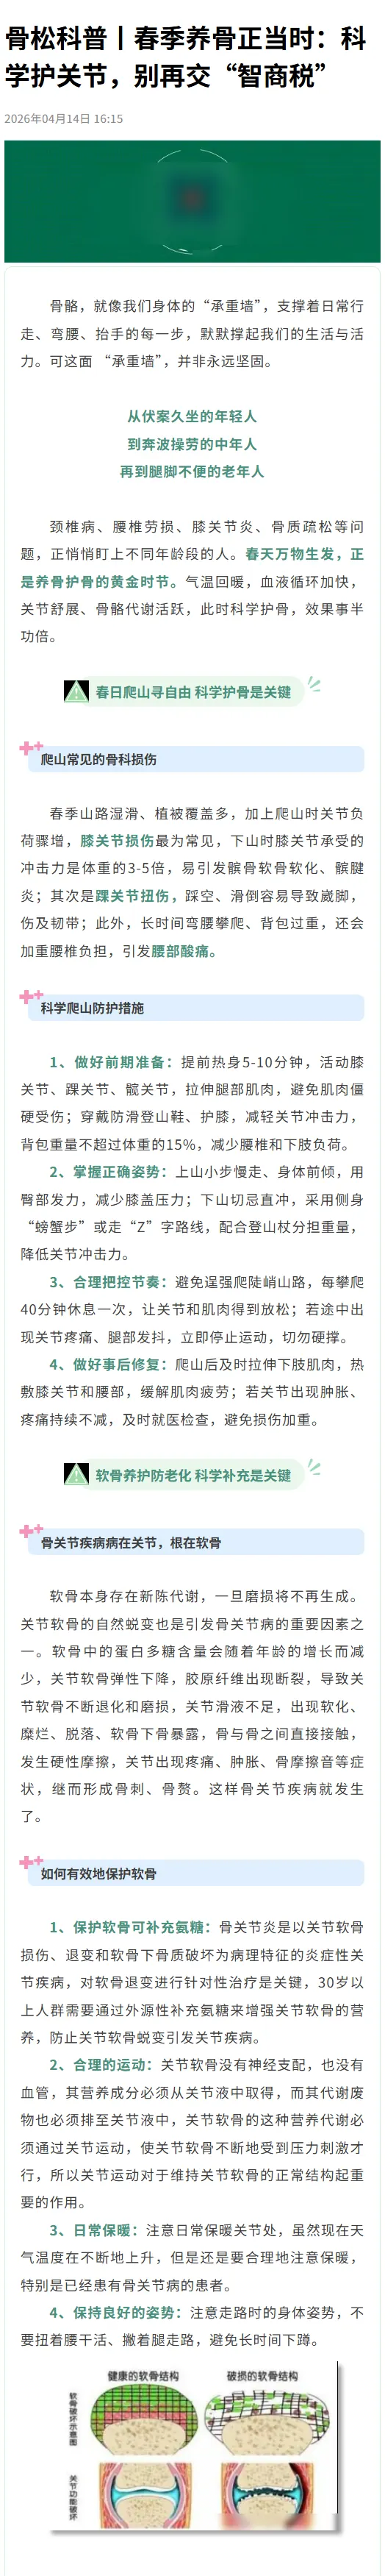 骨松科普丨春季养骨正当时：科
学护关节，别再交“智商税”
2026年04月14日 16:15
骨骼，就像我们身体的“承重墙”，支撑着日常行
走、弯腰、抬手的每一步，默默撑起我们的生活与活
力。可这面 “承重墙”，并非永远坚固。
从伏案久坐的年轻人
到奔波操劳的中年人
再到腿脚不便的老年人
颈椎病、腰椎劳损、膝关节炎、骨质疏松等问
题，正悄悄盯上不同年龄段的人。春天万物生发，正
是养骨护骨的黄金时节。气温回暖，血液循环加快，
关节舒展、骨骼代谢活跃，此时科学护骨，效果事半
功倍。
春日爬山寻自由 科学护骨是关键
爬山常见的骨科损伤
春季山路湿滑、植被覆盖多，加上爬山时关节负
荷骤增，膝关节损伤最为常见，下山时膝关节承受的
冲击力是体重的3-5倍，易引发髌骨软骨软化、髌腱
炎；其次是踝关节扭伤，踩空、滑倒容易导致崴脚，
伤及韧带；此外，长时间弯腰攀爬、背包过重，还会
加重腰椎负担，引发腰部酸痛。
科学爬山防护措施
1、做好前期准备：提前热身5-10分钟，活动膝
关节、踝关节、髋关节，拉伸腿部肌肉，避免肌肉僵
硬受伤；穿戴防滑登山鞋、护膝，减轻关节冲击力，
背包重量不超过体重的15%，减少腰椎和下肢负荷。
2、掌握正确姿势：上山小步慢走、身体前倾，用
臀部发力，减少膝盖压力；下山切忌直冲，采用侧身
“螃蟹步”或走“Z”字路线，配合登山杖分担重量，
降低关节冲击力。
3、合理把控节奏：避免逞强爬陡峭山路，每攀爬
40分钟休息一次，让关节和肌肉得到放松；若途中出
现关节疼痛、腿部发抖，立即停止运动，切勿硬撑。
4、做好事后修复：爬山后及时拉伸下肢肌肉，热
敷膝关节和腰部，缓解肌肉疲劳；若关节出现肿胀、
疼痛持续不减，及时就医检查，避免损伤加重。
软骨养护防老化 科学补充是关键
骨关节疾病病在关节，根在软骨
软骨本身存在新陈代谢，一旦磨损将不再生成。
关节软骨的自然蜕变也是引发骨关节病的重要因素之
一。软骨中的蛋白多糖含量会随着年龄的增长而减
少，关节软骨弹性下降，胶原纤维出现断裂，导致关
节软骨不断退化和磨损，关节滑液不足，出现软化、
糜烂、脱落、软骨下骨暴露，骨与骨之间直接接触，
发生硬性摩擦，关节出现疼痛、肿胀、骨摩擦音等症
状，继而形成骨刺、骨赘。这样骨关节疾病就发生
了。
如何有效地保护软骨
1、保护软骨可补充氨糖：骨关节炎是以关节软骨
损伤、退变和软骨下骨质破坏为病理特征的炎症性关
节疾病，对软骨退变进行针对性治疗是关键，30岁以
上人群需要通过外源性补充氨糖来增强关节软骨的营
养，防止关节软骨蜕变引发关节疾病。
2、合理的运动：关节软骨没有神经支配，也没有
血管，其营养成分必须从关节液中取得，而其代谢废
物也必须排至关节液中，关节软骨的这种营养代谢必
须通过关节运动，使关节软骨不断地受到压力刺激才
行，所以关节运动对于维持关节软骨的正常结构起重
要的作用。
3、日常保暖：注意日常保暖关节处，虽然现在天
气温度在不断地上升，但是还是要合理地注意保暖，
特别是已经患有骨关节病的患者。
4、保持良好的姿势：注意走路时的身体姿势，不
要扭着腰干活、撇着腿走路，避免长时间下蹲。
健康的软骨结构 破损的软骨结构
软骨破坏示意图
关节功能破坏